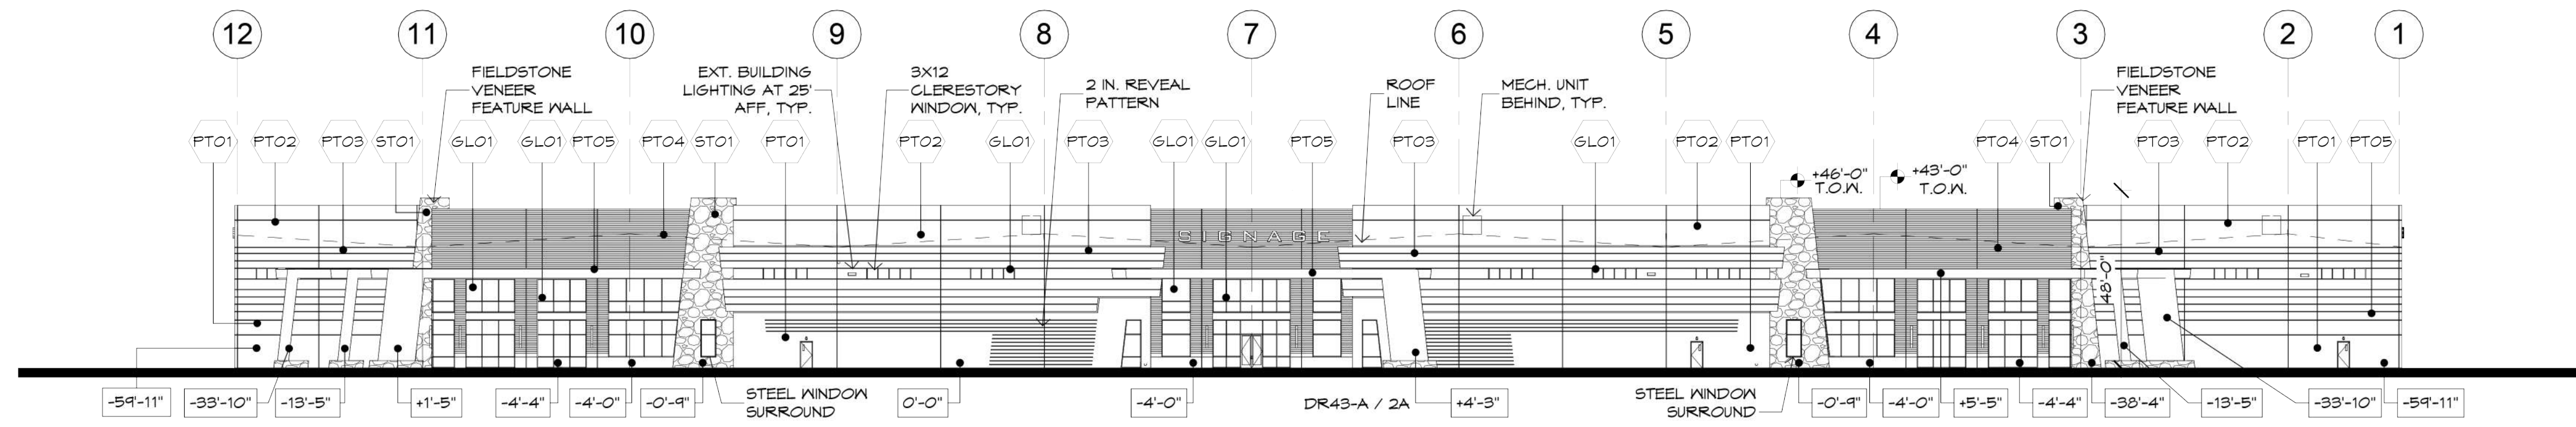 12 11 10 9 8 7 6 5 4 3 2 1
FIELDSTONE
VENEER
FEATURE WALL
EXT. BUILDING
LIGHTING AT 25'
AFF, TYP.
3X12
CLERESTORY
WINDOW, TYP.
2 IN. REVEAL
PATTERN
ROOF
LINE
MECH. UNIT
BEHIND, TYP.
FIELDSTONE
VENEER
FEATURE WALL
PT01 PT02 PT03 ST01 GL01 GL01 PT05 PT04 ST01 PT01 PT02 GL01 PT03 GL01 GL01 PT05 PT03 GL01 PT02 PT01 PT04 ST01 PT03 PT02 PT01 PT05
+46'-0"
T.O.W.
+43'-0"
T.O.W.
SIGNAGE
48'-0"
-59'-11" -33'-10" -13'-5" +1'-5" -4'-4" -4'-0" -0'-9"
STEEL WINDOW
SURROUND
0'-0" -4'-0" DR43-A / 2A +4'-3"
STEEL WINDOW
SURROUND
-0'-9" -4'-0" +5'-5" -4'-4" -38'-4" -13'-5" -33'-10" -59'-11"